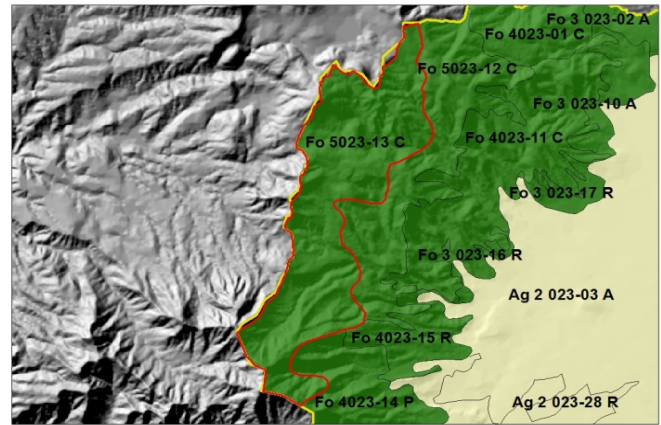 Fo 3 023-02 A
Fo 4023-01 C
Fo 5023-12 C
Fo 3 023-10 A
Fo 5023-13 C
Fo 4023-11 C
Fo 3 023-17 R
Fo 3 023-16 R
Ag 2 023-03 A
Fo 4023-15 R
Fo 4023-14 P
Ag 2 023-28 R